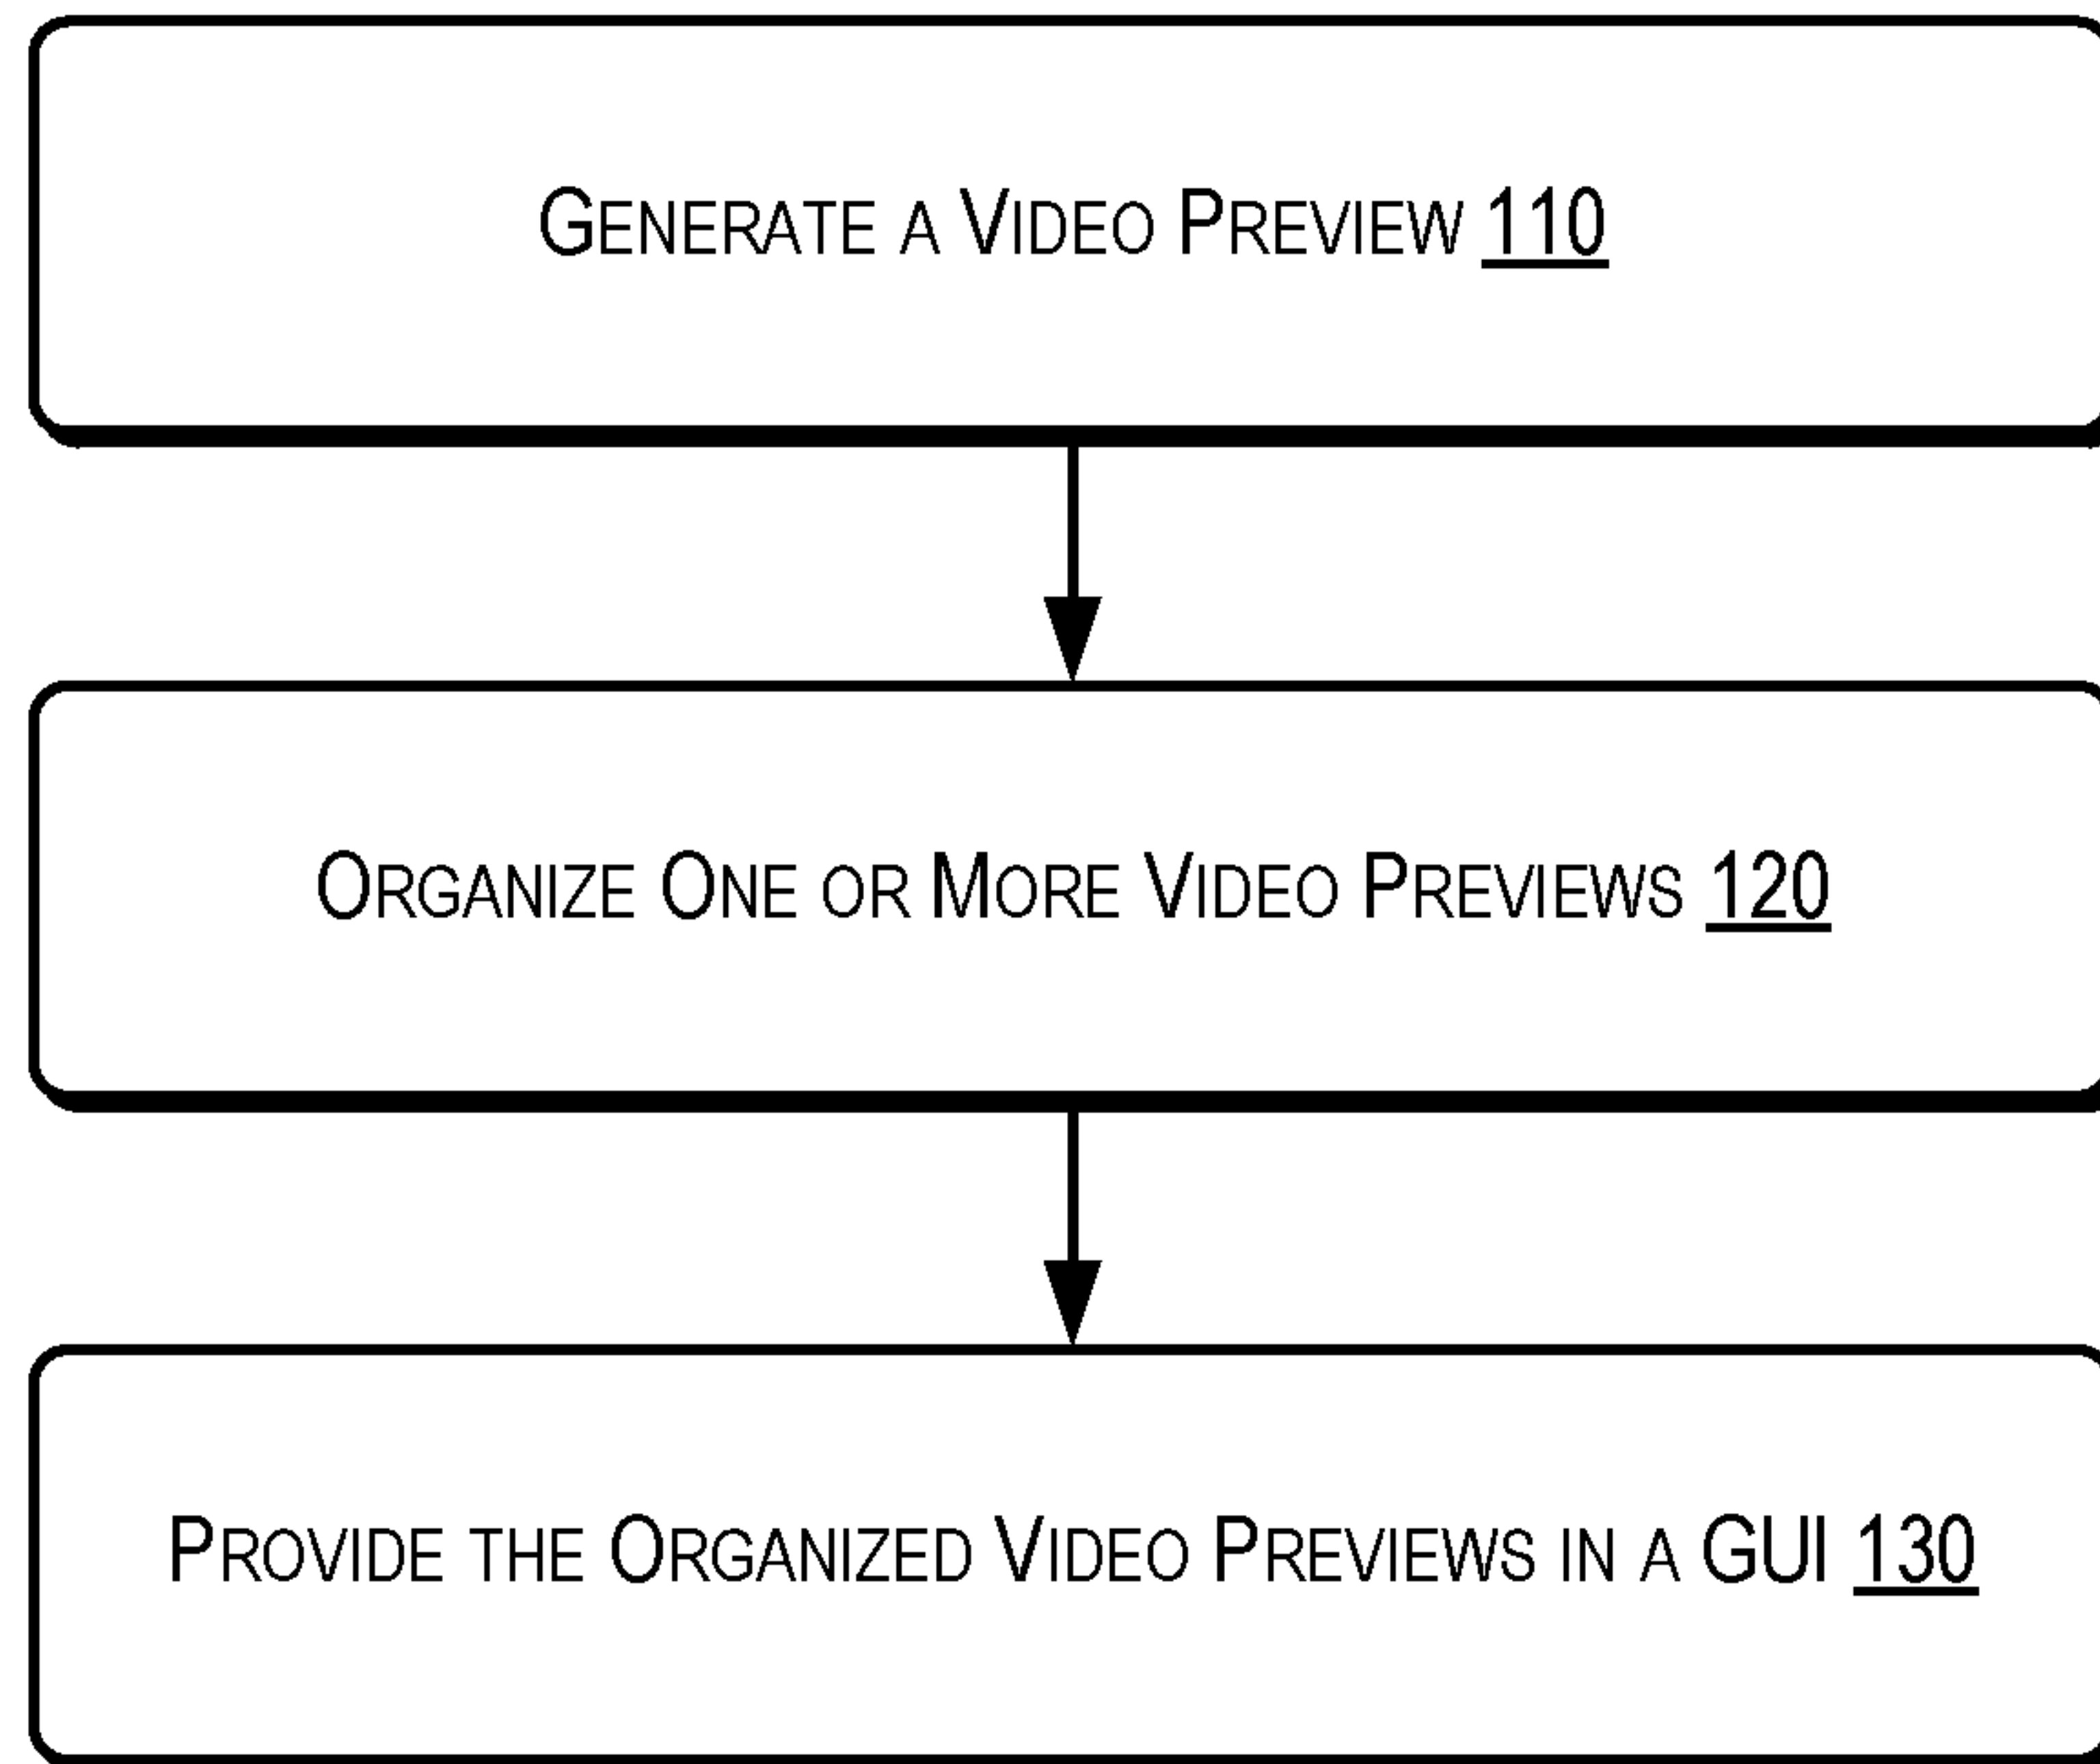 Generate a Video Preview 110
Organize One or More Video Previews 120
Provide the Organized Video Previews in a GUI 130